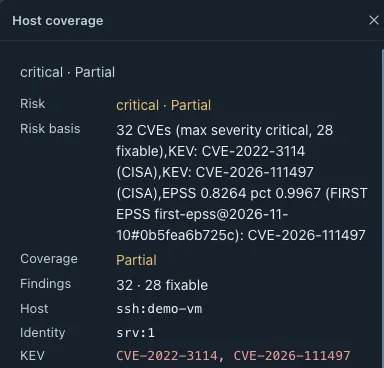 Host coverage ×
critical · Partial
Risk critical · Partial
Risk basis 32 CVEs (max severity critical, 28
fixable),KEV: CVE-2022-3114
(CISA),KEV: CVE-2026-111497
(CISA),EPSS 0.8264 pct 0.9967 (FIRST
EPSS first-epss@2026-11-
10#0b5fea6b725c): CVE-2026-111497
Coverage Partial
Findings 32 · 28 fixable
Host ssh:demo-vm
Identity srv:1
KEV CVE-2022-3114, CVE-2026-111497